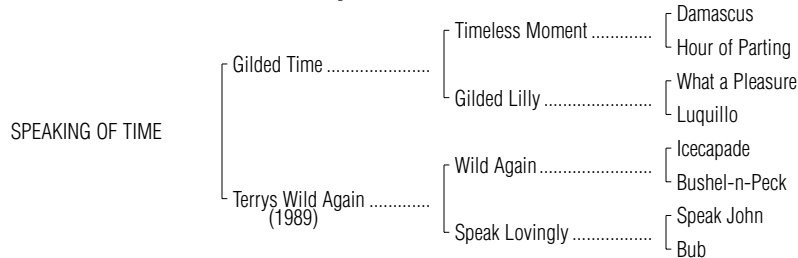 Damascus
Timeless Moment .............
Hour of Parting
Gilded Time ......................
What a Pleasure
Gilded Lilly .......................
Luquillo
SPEAKING OF TIME
Icecapade
Wild Again ........................
Bushel-n-Peck
Terrys Wild Again .............
(1989)
Speak John
Speak Lovingly .................
Bub